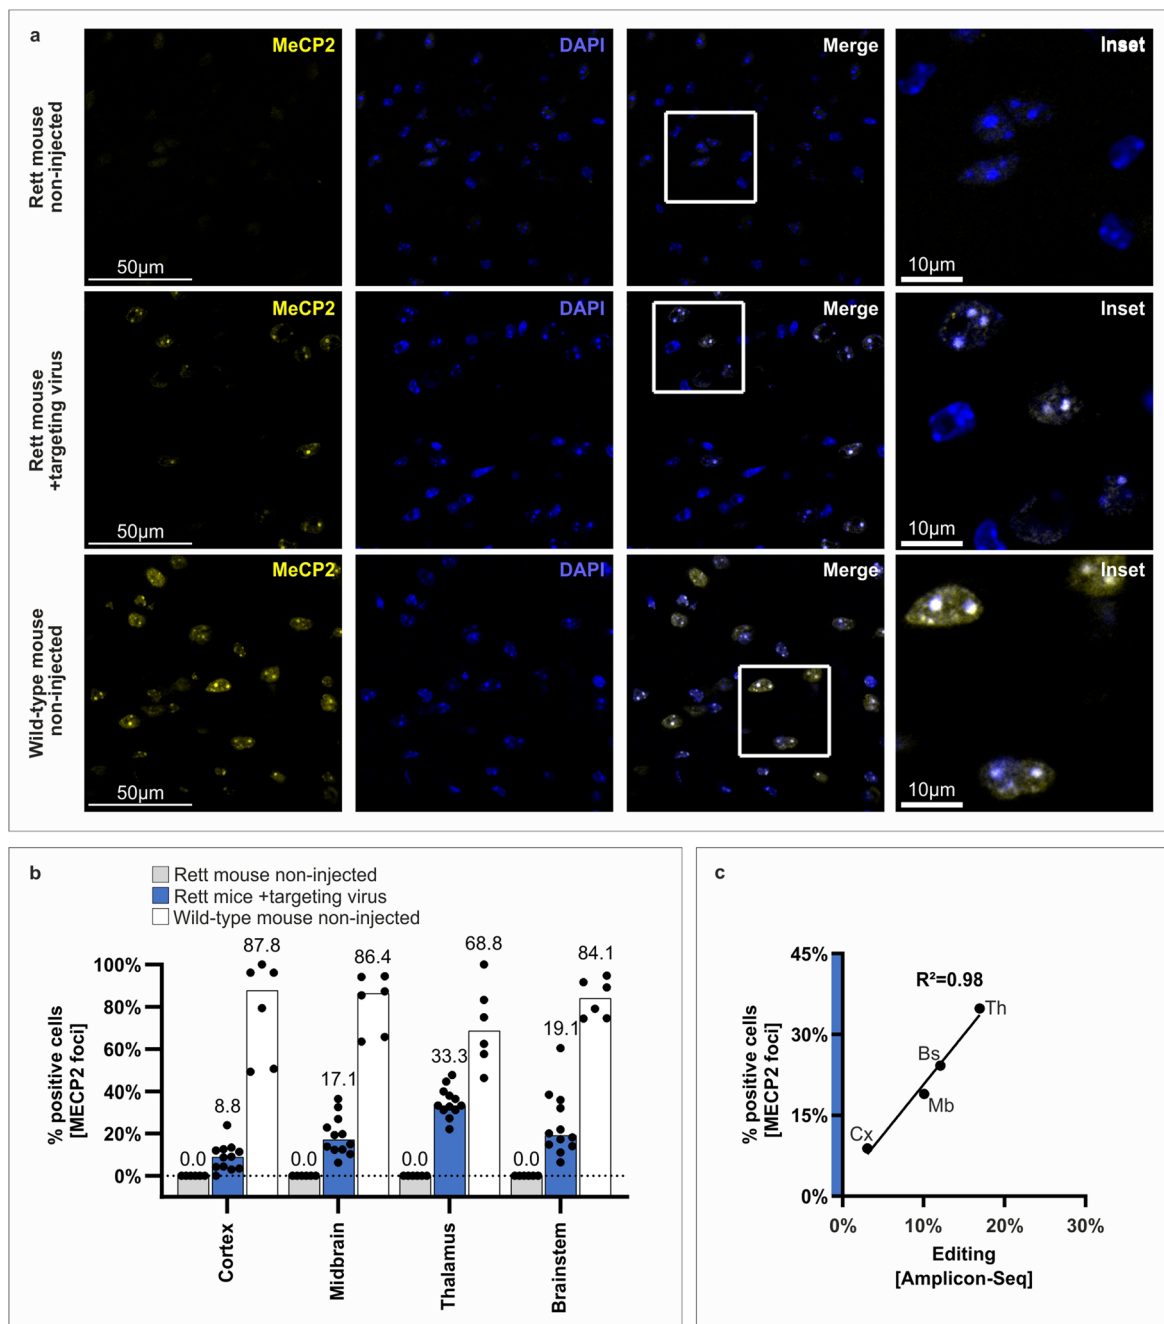 a
MeCP2 DAPI Merge Inset
Rett mouse
non-injected
50µm 10µm
MeCP2 DAPI Merge Inset
Rett mouse
+targeting virus
50µm 10µm
MeCP2 DAPI Merge Inset
Wild-type mouse
non-injected
50µm 10µm
b
Rett mouse non-injected
Rett mice +targeting virus
Wild-type mouse non-injected
% positive cells
[MECP2 foci]
100%
80%
60%
40%
20%
0%
0.0 8.8 87.8
0.0 17.1 86.4
0.0 33.3 68.8
0.0 19.1 84.1
Cortex
Midbrain
Thalamus
Brainstem
c
% positive cells
[MECP2 foci]
45%
30%
15%
0%
R²=0.98
Th
Bs
Mb
Cx
0% 10% 20% 30%
Editing
[Amplicon-Seq]